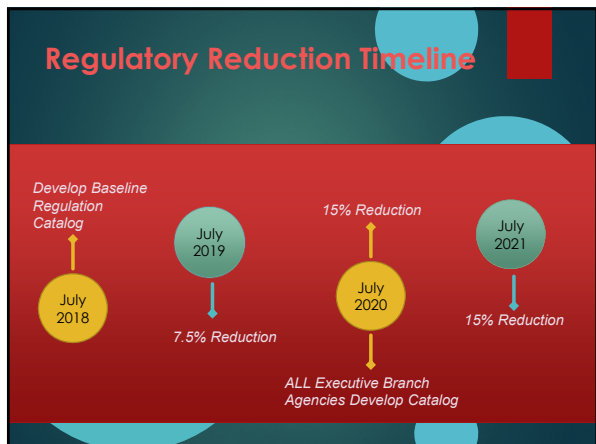 Regulatory Reduction Timeline
Develop Baseline
Regulation
Catalog
July
2018
July
2019
7.5% Reduction
15% Reduction
July
2020
ALL Executive Branch
Agencies Develop Catalog
July
2021
15% Reduction